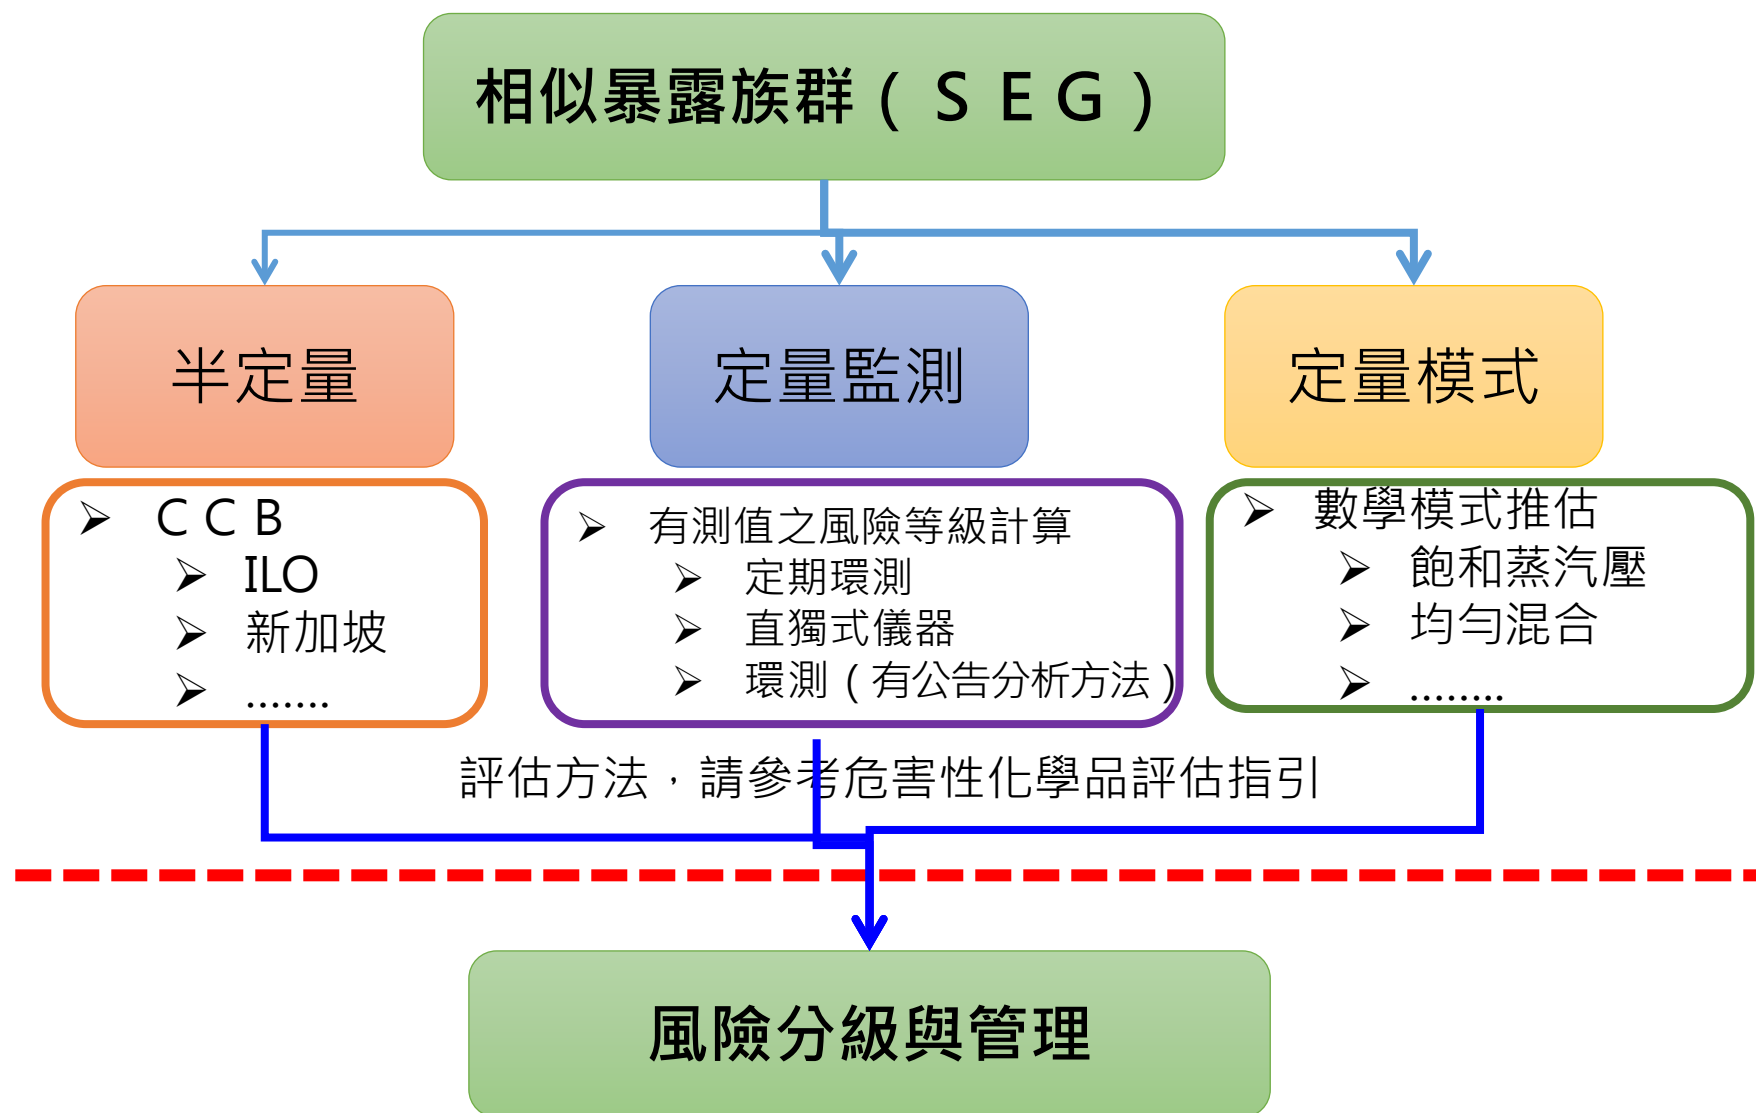 相似暴露族群（ＳＥＧ）
半定量
定量監測
定量模式
➢ ＣＣＢ
➢ ILO
➢ 新加坡
➢ .......
➢ 有測值之風險等級計算
➢ 定期環測
➢ 直獨式儀器
➢ 環測（有公告分析方法）
➢ 數學模式推估
➢ 飽和蒸汽壓
➢ 均勻混合
➢ ........
評估方法，請參考危害性化學品評估指引
風險分級與管理